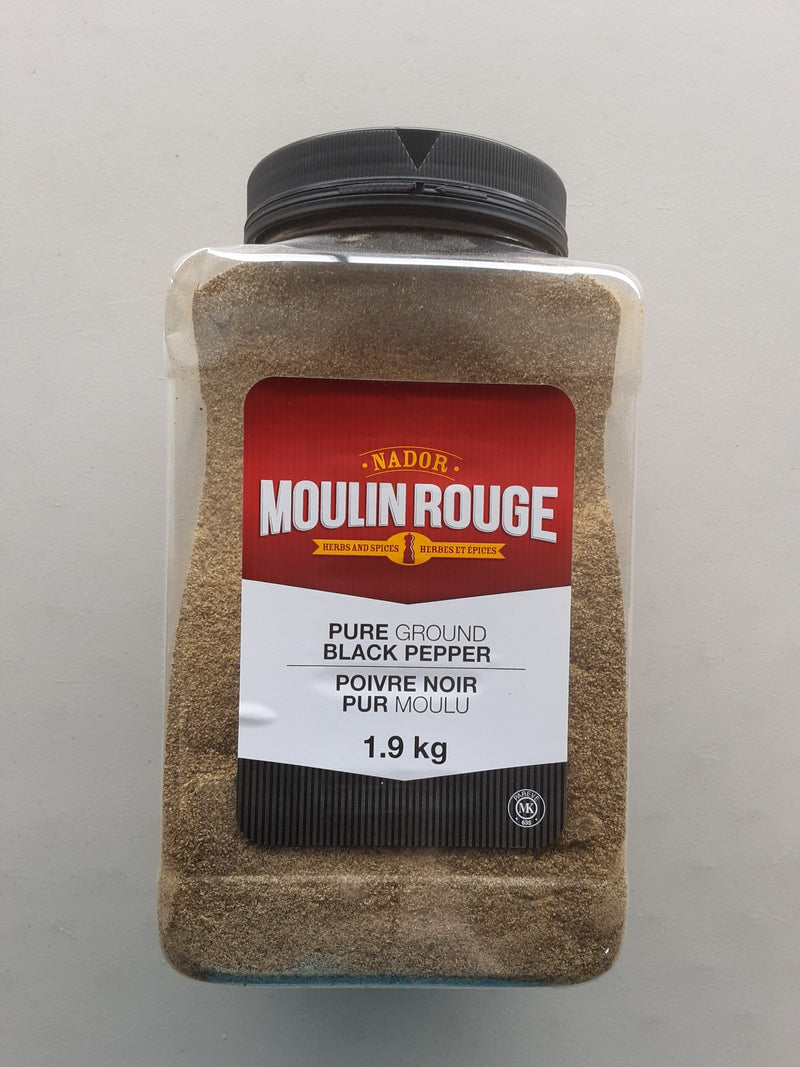 • NADOR •
MOULIN ROUGE
HERBS AND SPICES HERBES ET ÉPICES
PURE GROUND
BLACK PEPPER
POIVRE NOIR
PUR MOULU
1.9 kg
PAREVE
MK
• 635 •